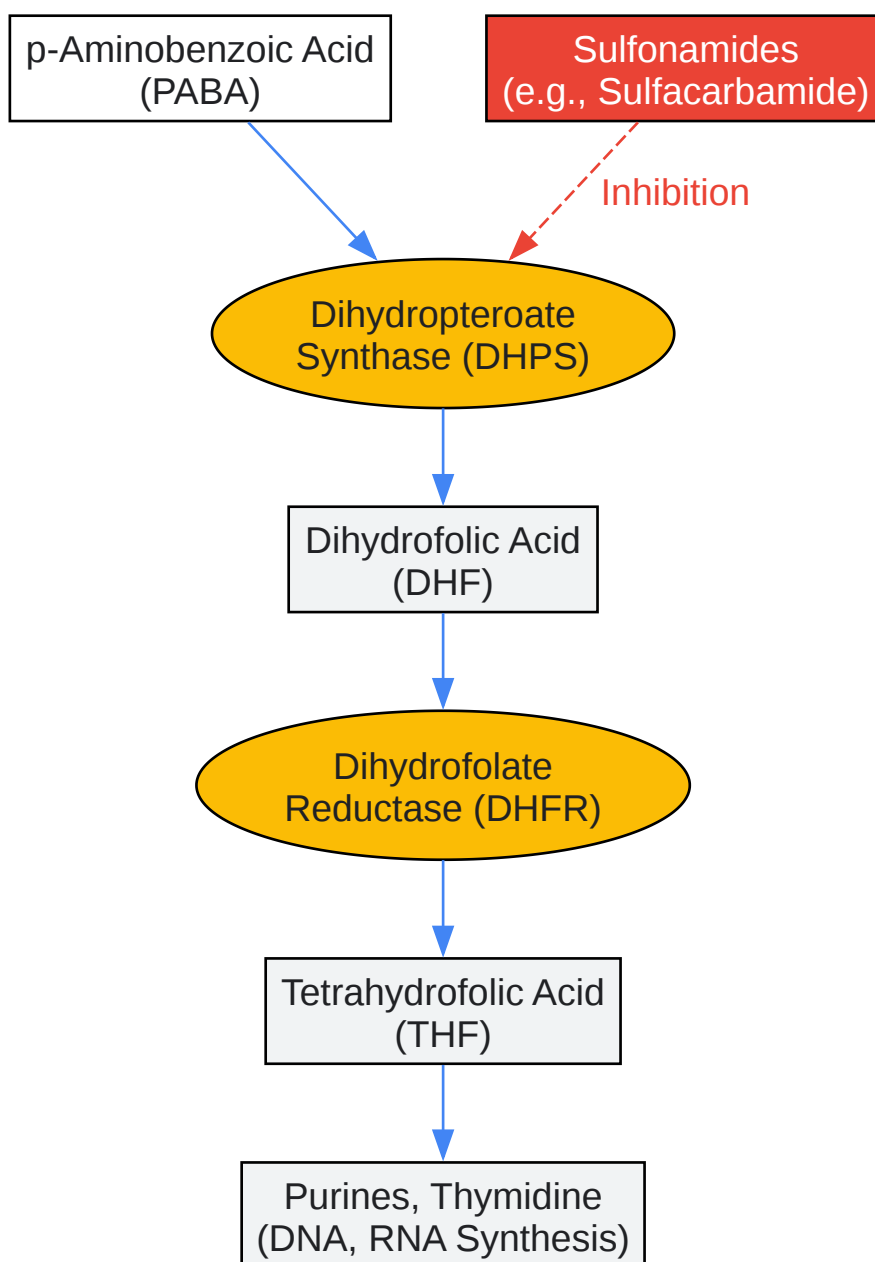 p-Aminobenzoic Acid
(PABA)
Sulfonamides
(e.g., Sulfacarbamide)
Inhibition
Dihydropteroate
Synthase (DHPS)
Dihydrofolic Acid
(DHF)
Dihydrofolate
Reductase (DHFR)
Tetrahydrofolic Acid
(THF)
Purines, Thymidine
(DNA, RNA Synthesis)